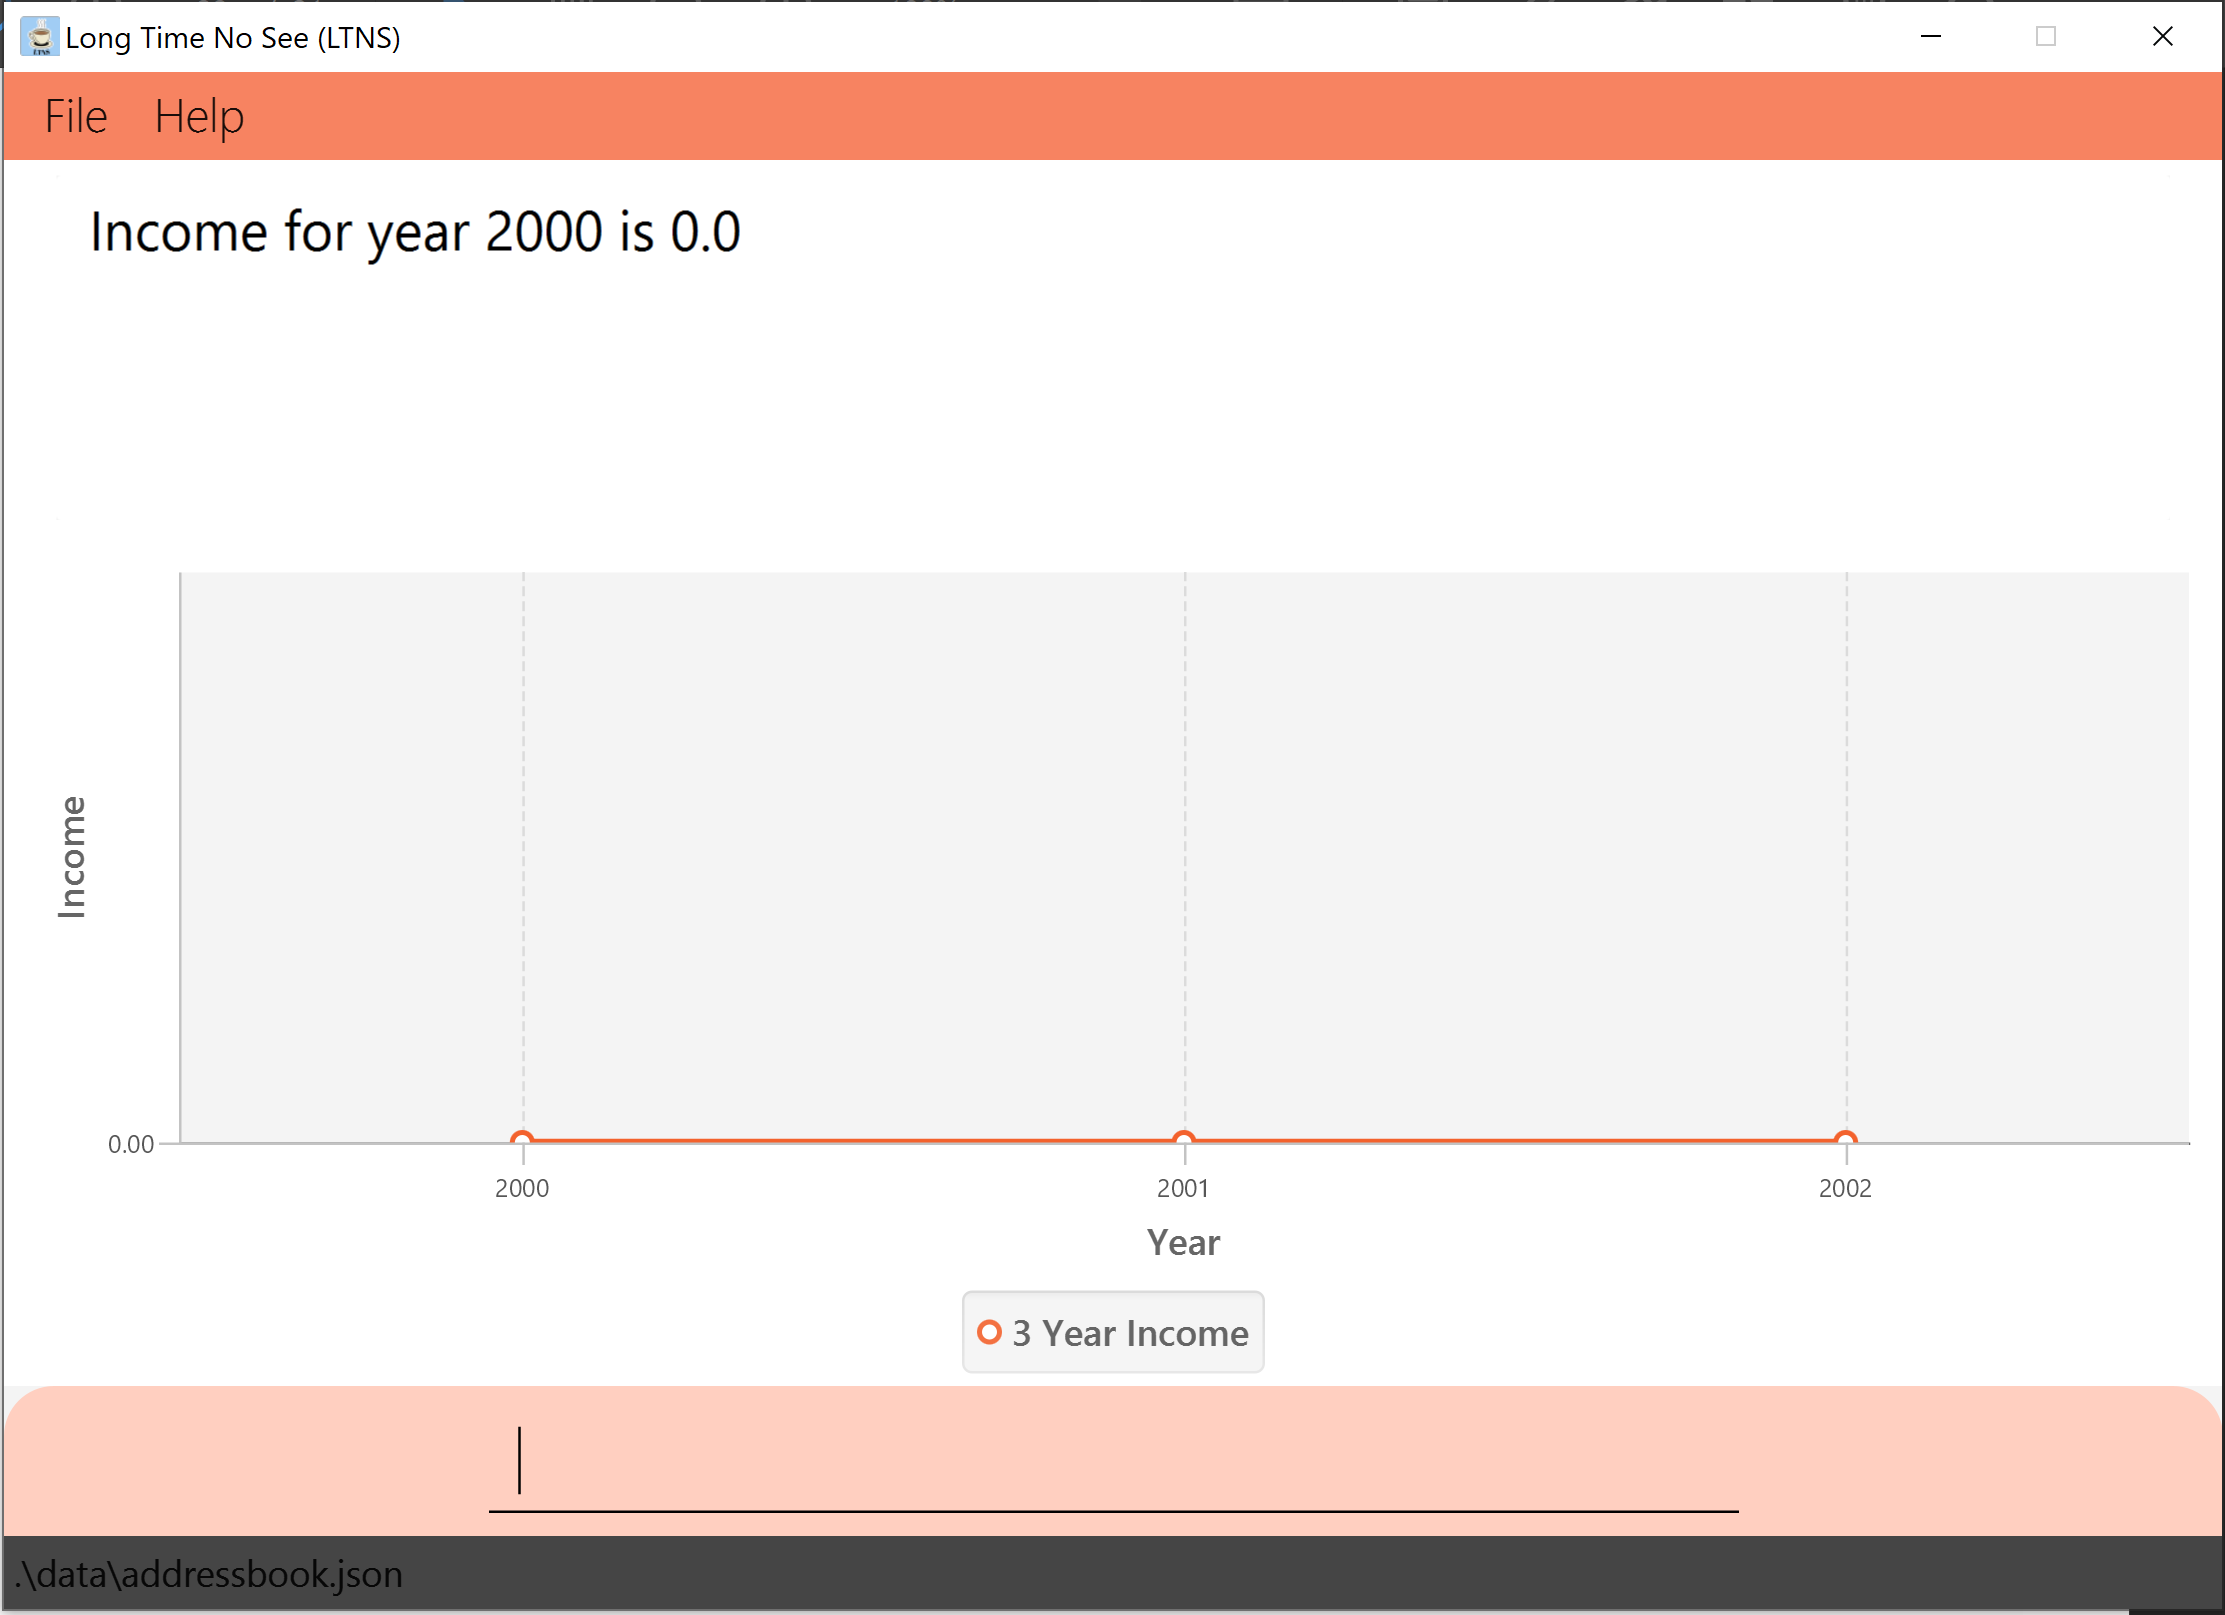 Long Time No See (LTNS)
File Help
Income for year 2000 is 0.0
Income
0.00
2000 2001 2002
Year
3 Year Income
.\data\addressbook.json